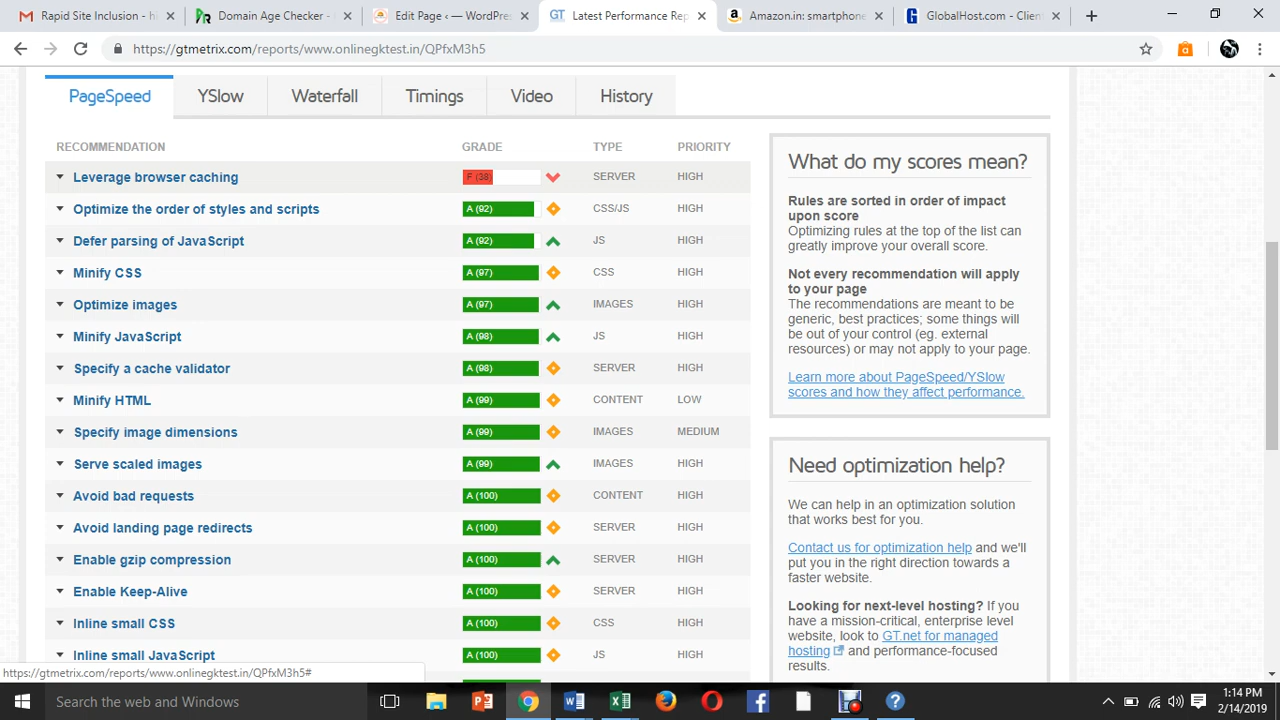 Rapid Site Inclusion - hi
Domain Age Checker -
Edit Page ‹ — WordPres
GT Latest Performance Rep
Amazon.in: smartphone
GlobalHost.com - Clien
https://gtmetrix.com/reports/www.onlinegktest.in/QPfxM3h5
PageSpeed YSlow Waterfall Timings Video History
RECOMMENDATION GRADE TYPE PRIORITY
Leverage browser caching F (38) SERVER HIGH
Optimize the order of styles and scripts A (92) CSS/JS HIGH
Defer parsing of JavaScript A (92) JS HIGH
Minify CSS A (97) CSS HIGH
Optimize images A (97) IMAGES HIGH
Minify JavaScript A (98) JS HIGH
Specify a cache validator A (98) SERVER HIGH
Minify HTML A (99) CONTENT LOW
Specify image dimensions A (99) IMAGES MEDIUM
Serve scaled images A (99) IMAGES HIGH
Avoid bad requests A (100) CONTENT HIGH
Avoid landing page redirects A (100) SERVER HIGH
Enable gzip compression A (100) SERVER HIGH
Enable Keep-Alive A (100) SERVER HIGH
Inline small CSS A (100) CSS HIGH
Inline small JavaScript A (100) JS HIGH
What do my scores mean?
Rules are sorted in order of impact
upon score
Optimizing rules at the top of the list can
greatly improve your overall score.
Not every recommendation will apply
to your page
The recommendations are meant to be
generic, best practices; some things will
be out of your control (eg. external
resources) or may not apply to your page.
Learn more about PageSpeed/YSlow
scores and how they affect performance.
Need optimization help?
We can help in an optimization solution
that works best for you.
Contact us for optimization help and we'll
put you in the right direction towards a
faster website.
Looking for next-level hosting? If you
have a mission-critical, enterprise level
website, look to GT.net for managed
hosting and performance-focused
results.
https://gtmetrix.com/reports/www.onlinegktest.in/QPfxM3h5#
Search the web and Windows
1:14 PM
2/14/2019